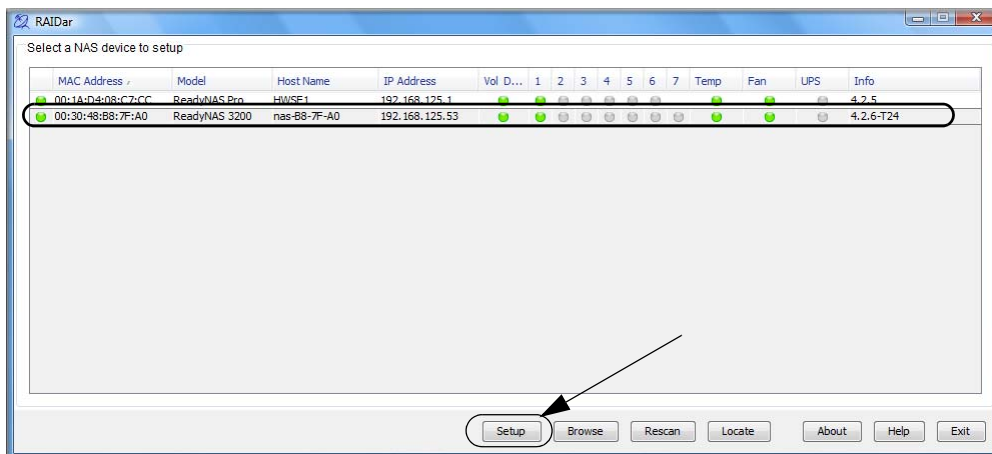 RAIDar
Select a NAS device to setup
MAC Address Model Host Name IP Address Vol D... 1 2 3 4 5 6 7 Temp Fan UPS Info
00:1A:D4:08:C7:CC ReadyNAS Pro HWSE1 192.168.125.1 4.2.5
00:30:48:B8:7F:A0 ReadyNAS 3200 nas-B8-7F-A0 192.168.125.53 4.2.6-T24
Setup Browse Rescan Locate About Help Exit